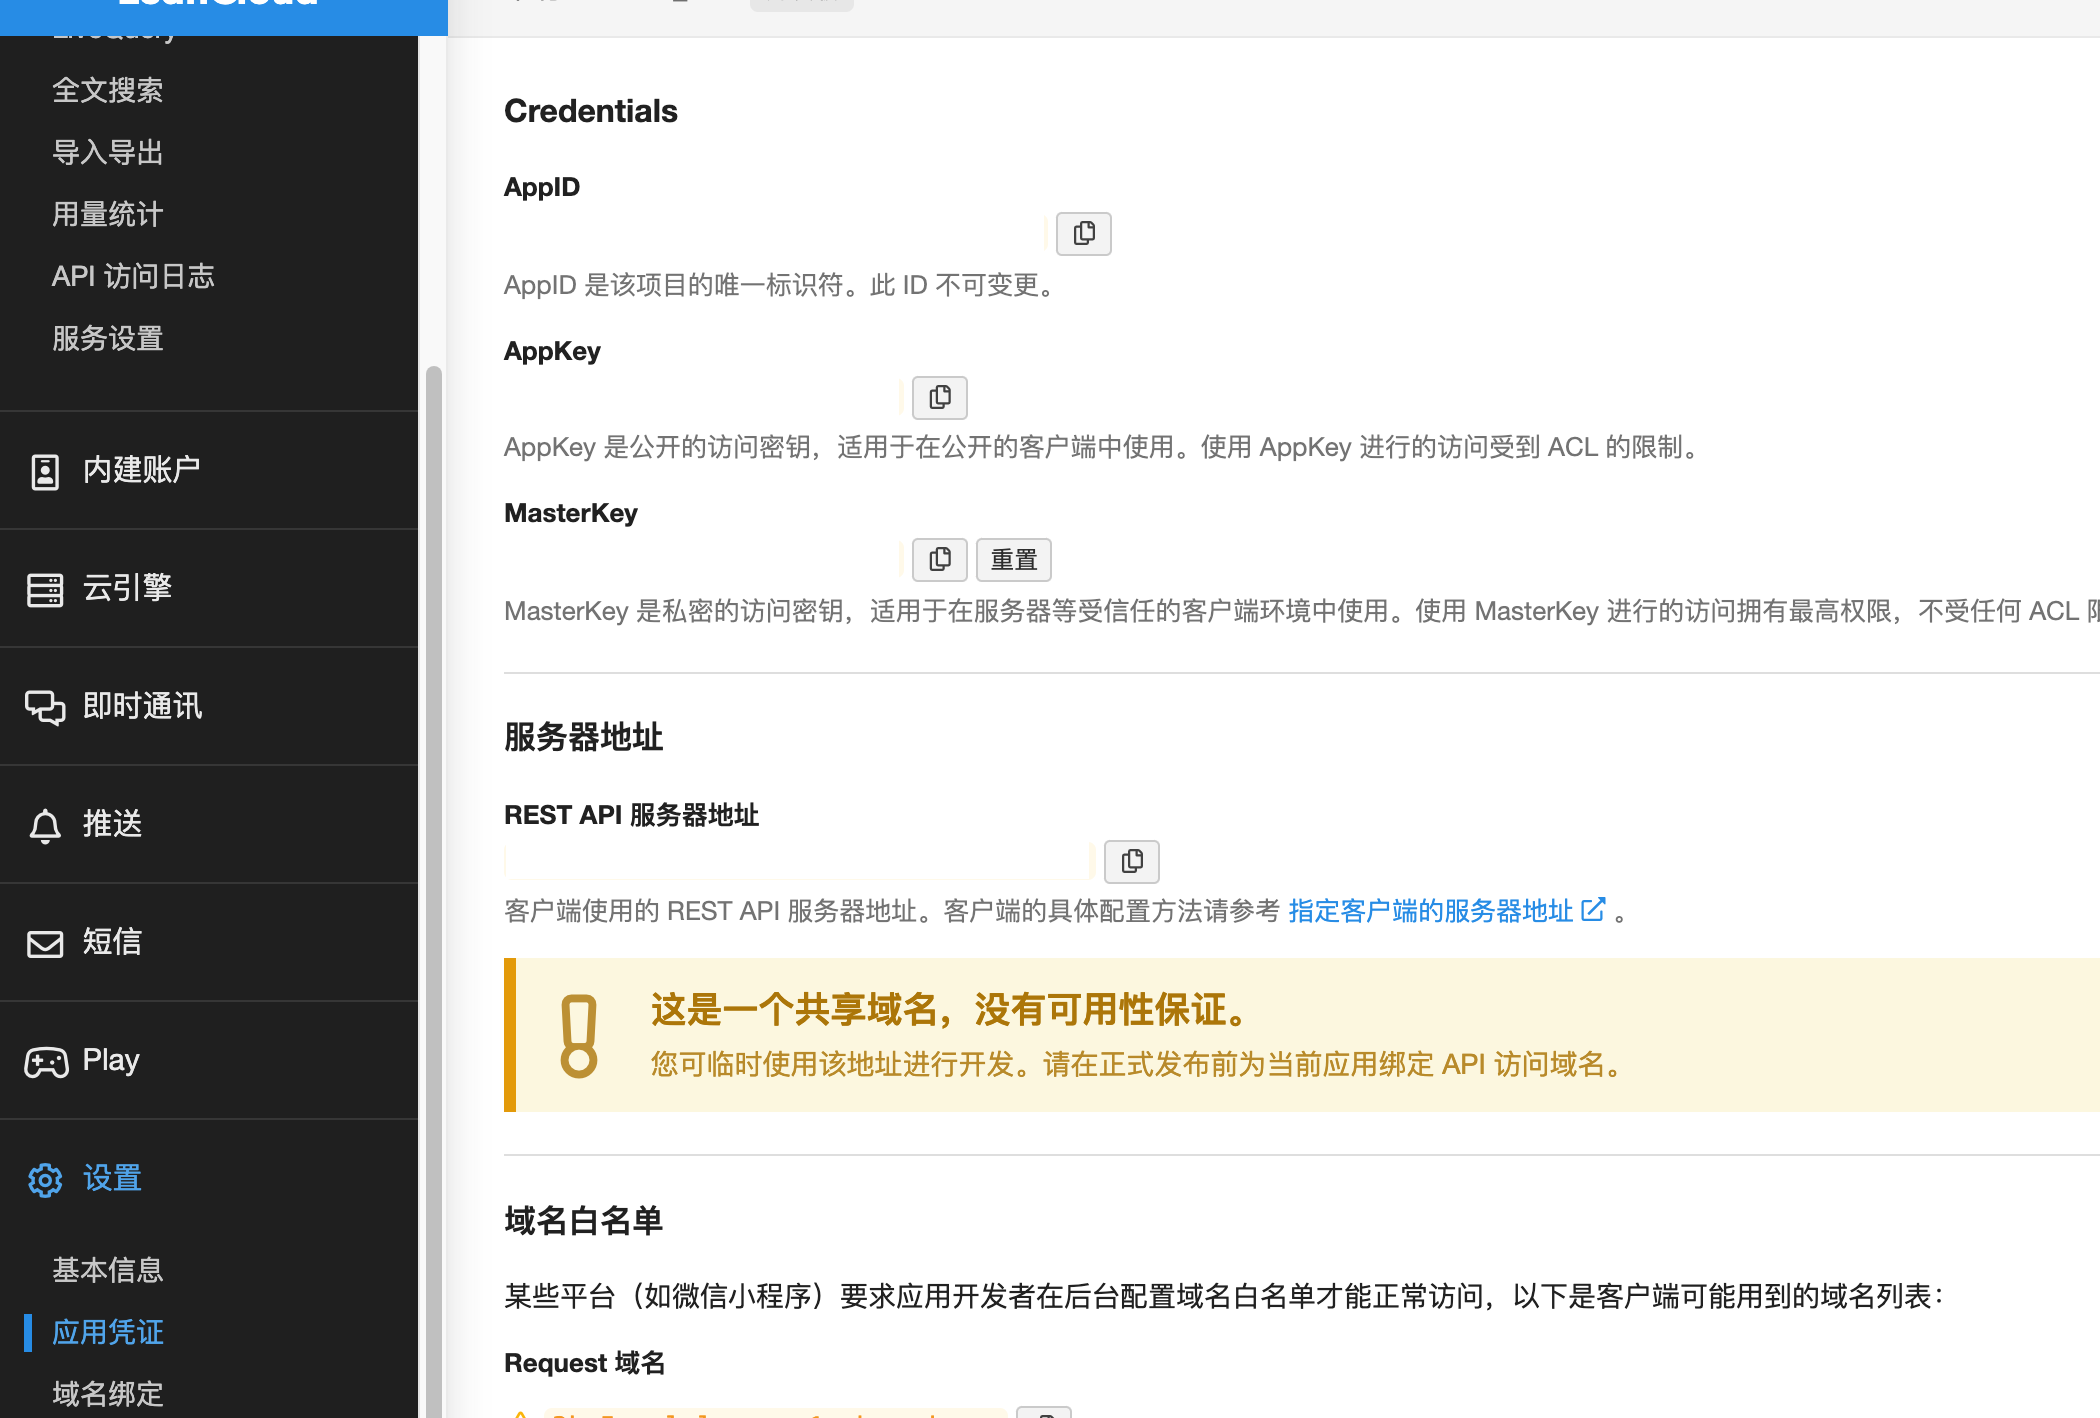 LeanCloud
LiveQuery
全文搜索
导入导出
用量统计
API 访问日志
服务设置
内建账户
云引擎
即时通讯
推送
短信
Play
设置
基本信息
应用凭证
域名绑定
Credentials
AppID
AppID 是该项目的唯一标识符。此 ID 不可变更。
AppKey
AppKey 是公开的访问密钥，适用于在公开的客户端中使用。使用 AppKey 进行的访问受到 ACL 的限制。
MasterKey
重置
MasterKey 是私密的访问密钥，适用于在服务器等受信任的客户端环境中使用。使用 MasterKey 进行的访问拥有最高权限，不受任何 ACL
服务器地址
REST API 服务器地址
客户端使用的 REST API 服务器地址。客户端的具体配置方法请参考 指定客户端的服务器地址 。
这是一个共享域名，没有可用性保证。
您可临时使用该地址进行开发。请在正式发布前为当前应用绑定 API 访问域名。
域名白名单
某些平台（如微信小程序）要求应用开发者在后台配置域名白名单才能正常访问，以下是客户端可能用到的域名列表：
Request 域名